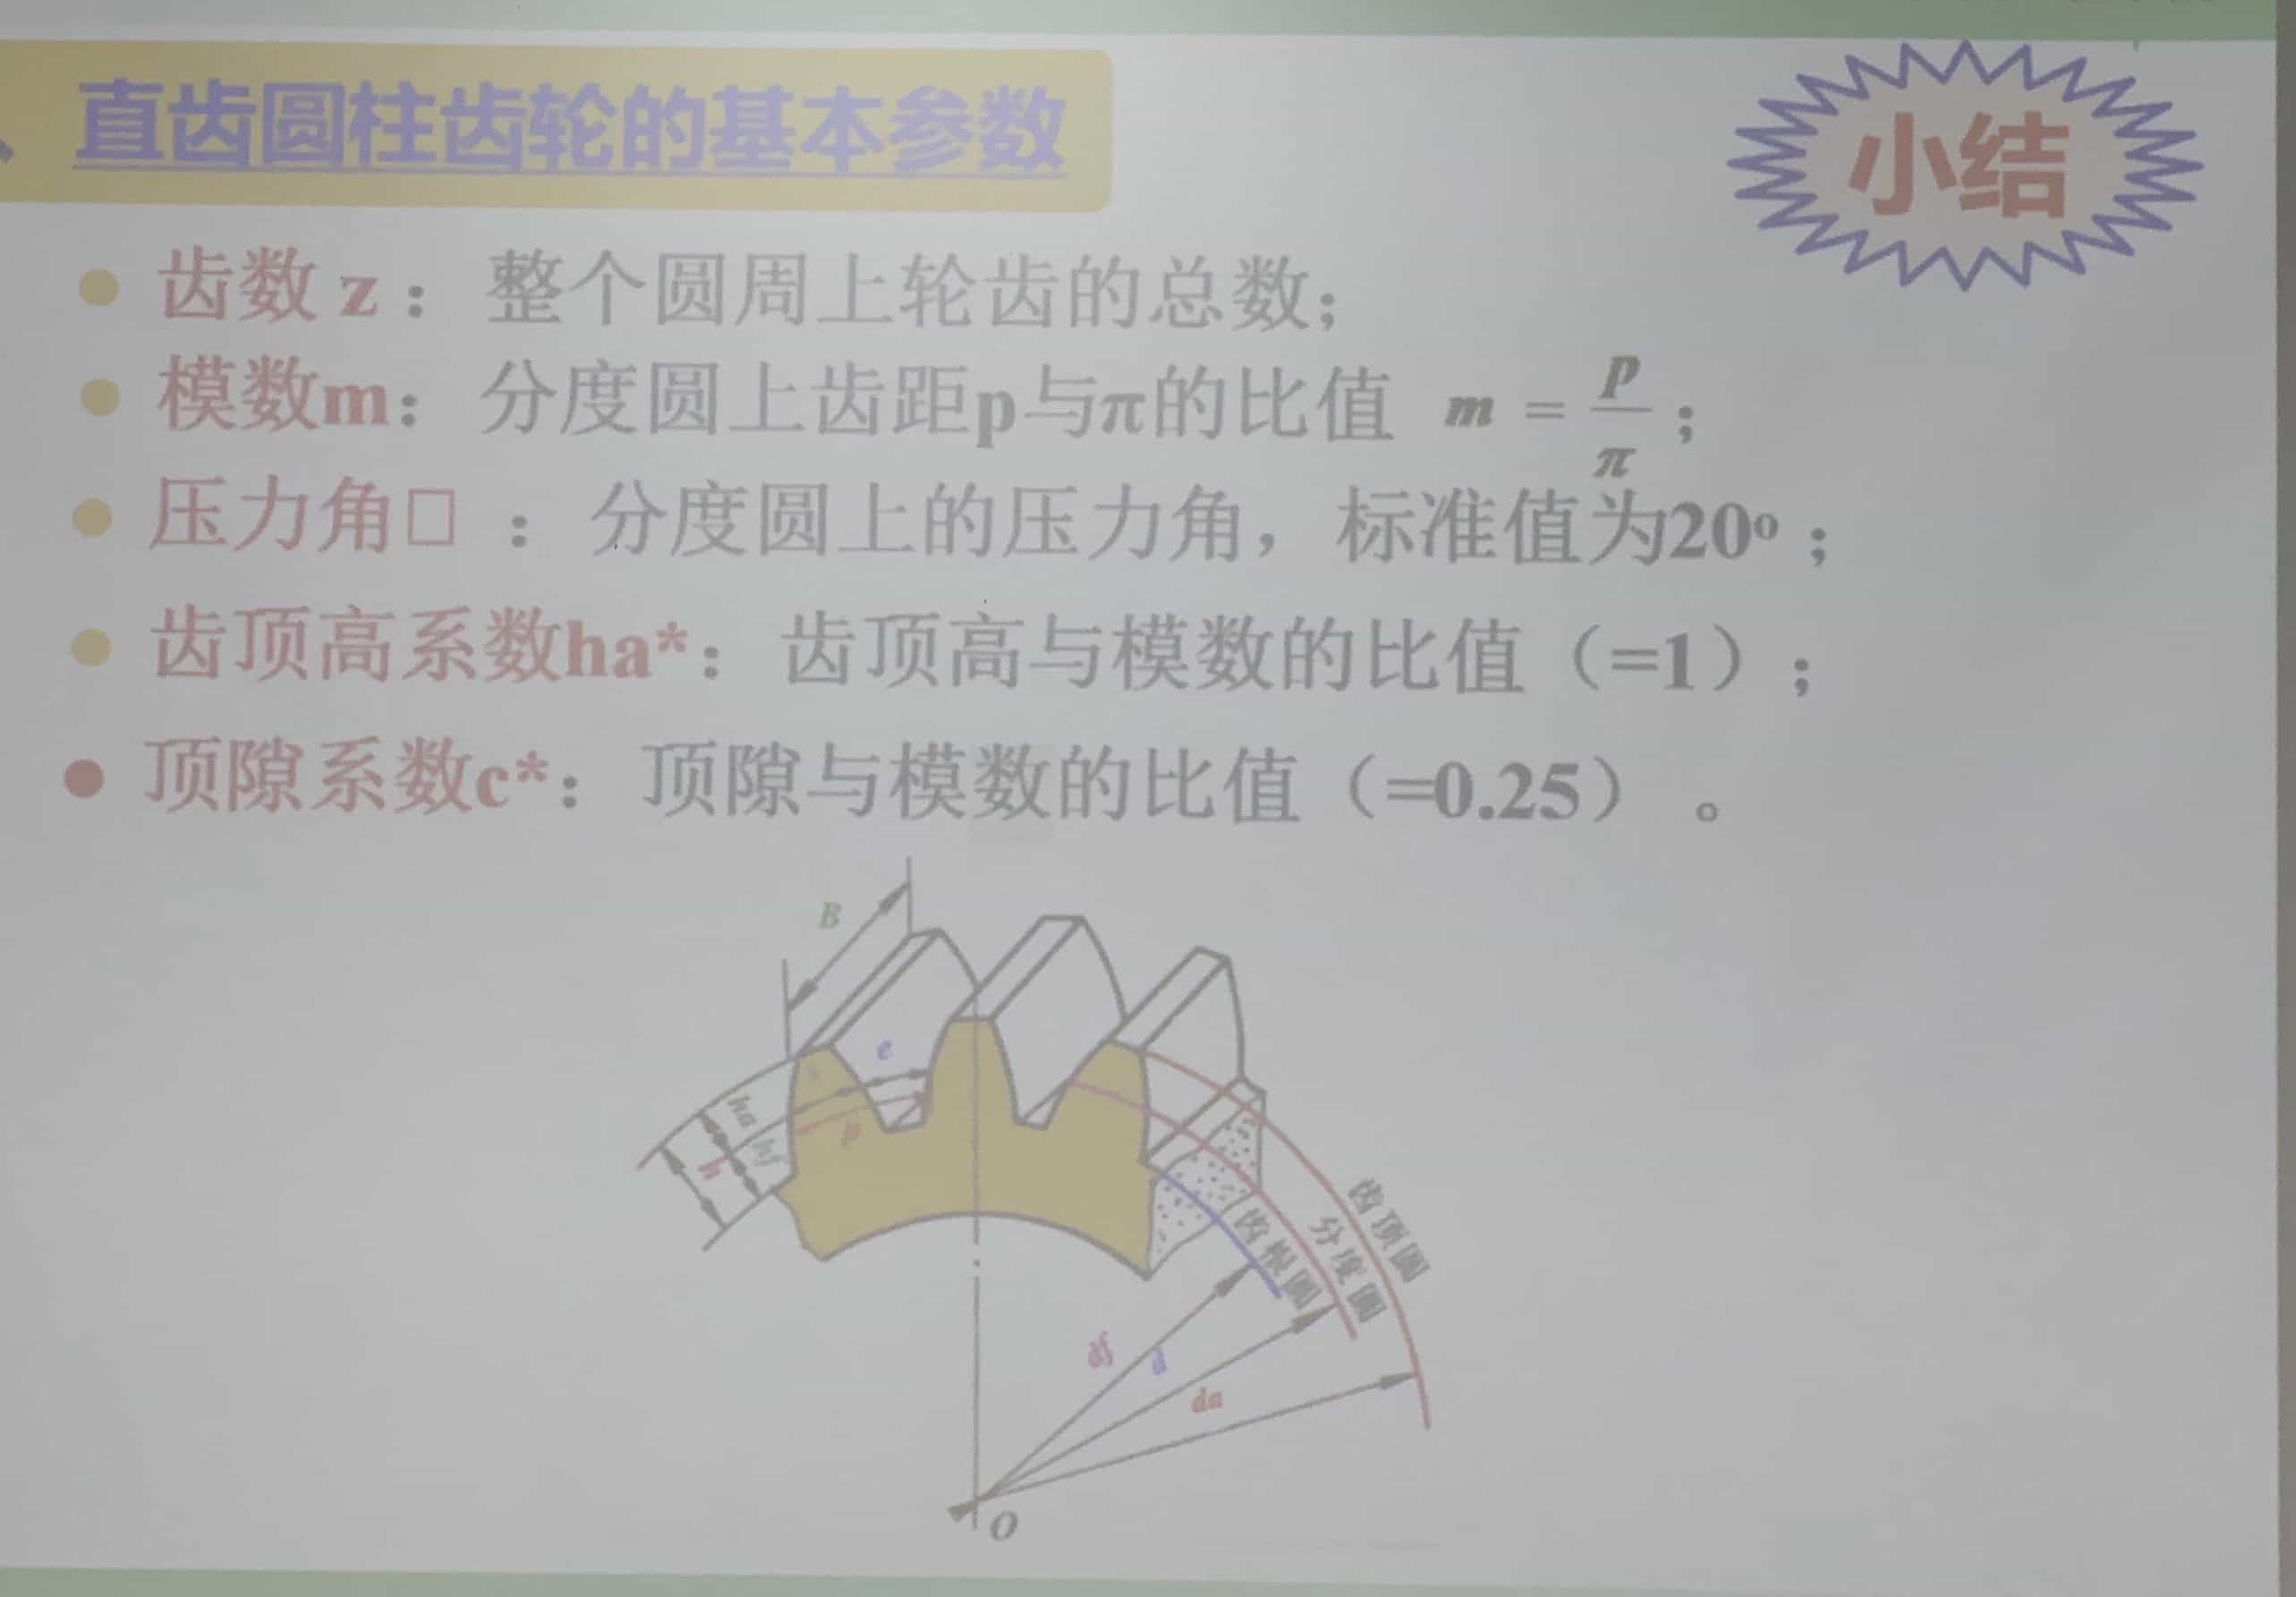 直齿圆柱齿轮的基本参数
小结
齿数 z： 整个圆周上轮齿的总数;
模数m： 分度圆上齿距p与π的比值 m = p/π ;
压力角□ ： 分度圆上的压力角，标准值为20º ；
齿顶高系数ha*： 齿顶高与模数的比值（=1）；
顶隙系数c*： 顶隙与模数的比值（=0.25） 。
B
e
ha
hf
h
p
齿顶圆
分度圆
齿根圆
df
d
da
O